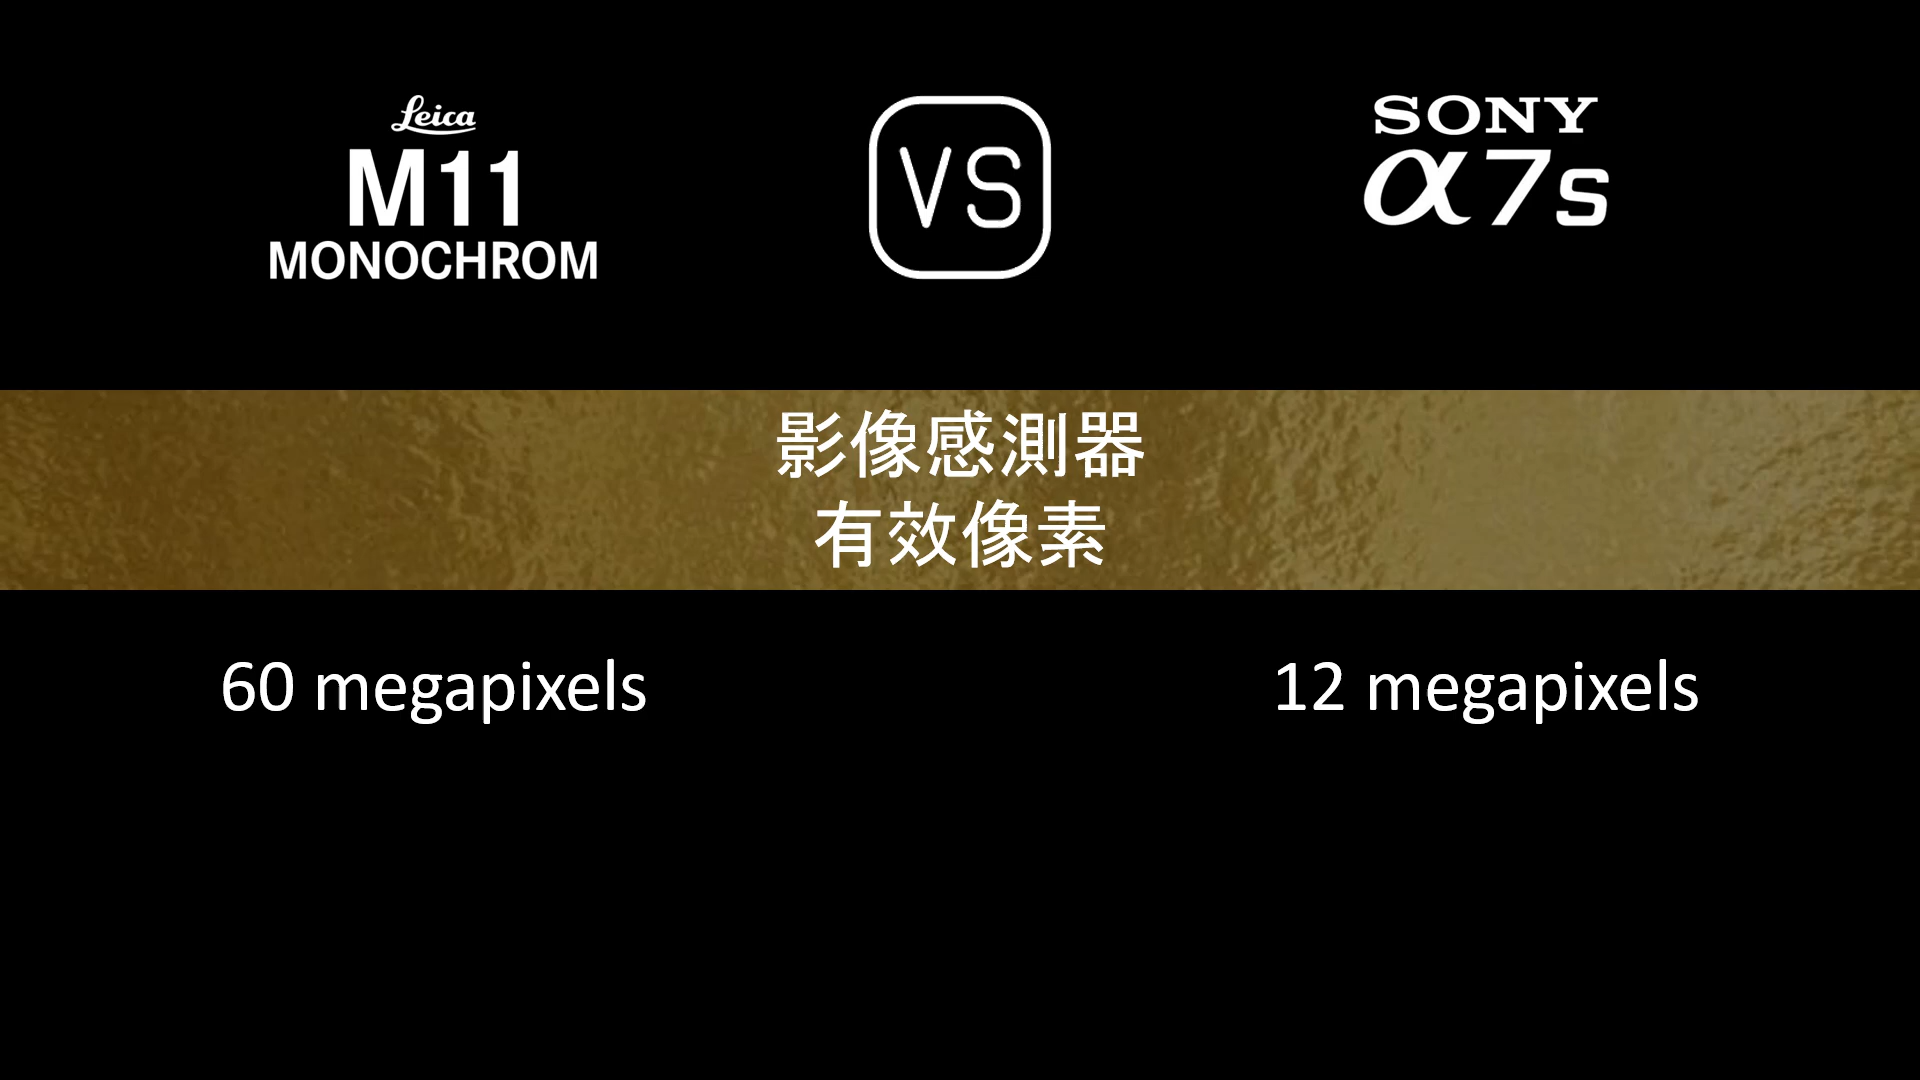 Leica
M11
MONOCHROM
VS
SONY
α7s
影像感測器
有效像素
60 megapixels
12 megapixels